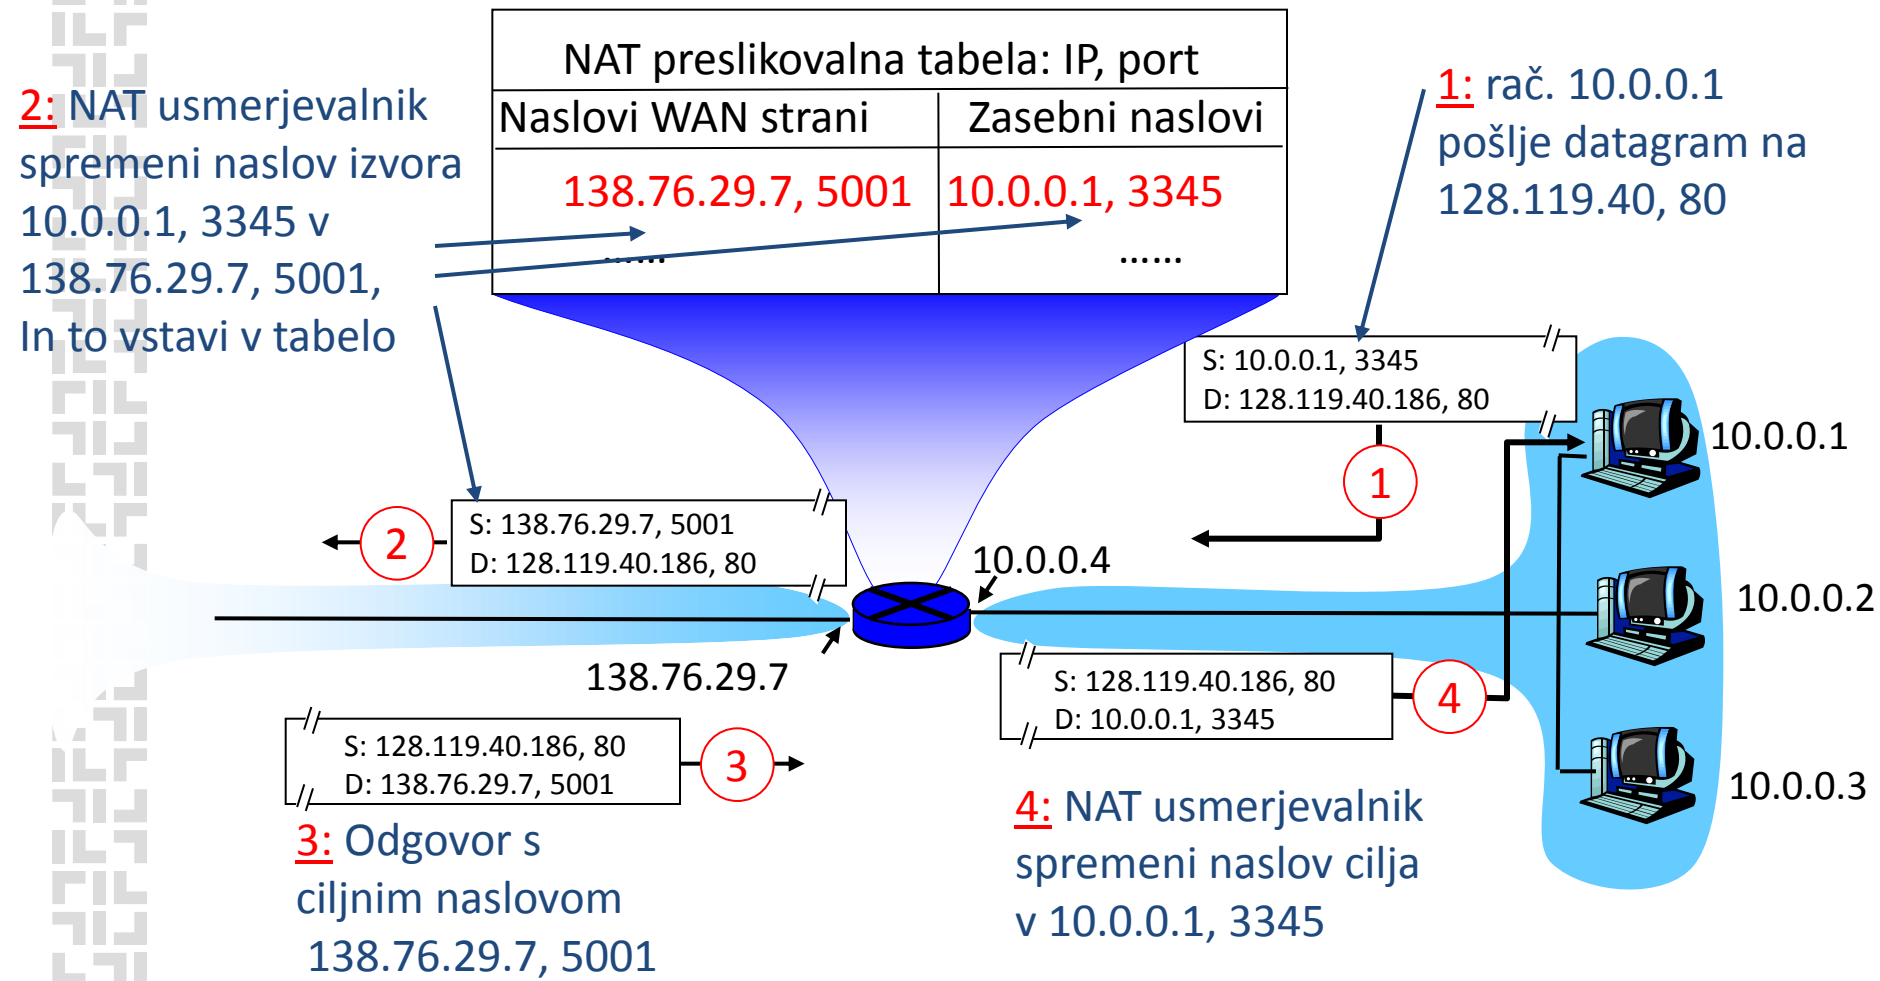 NAT preslikovalna tabela: IP, port
Naslovi WAN strani
Zasebni naslovi
138.76.29.7, 5001
10.0.0.1, 3345
……
……
2: NAT usmerjevalnik
spremeni naslov izvora
10.0.0.1, 3345 v
138.76.29.7, 5001,
In to vstavi v tabelo
1: rač. 10.0.0.1
pošlje datagram na
128.119.40, 80
S: 10.0.0.1, 3345
D: 128.119.40.186, 80
1
10.0.0.1
S: 138.76.29.7, 5001
D: 128.119.40.186, 80
2
10.0.0.4
10.0.0.2
138.76.29.7
S: 128.119.40.186, 80
D: 10.0.0.1, 3345
4
S: 128.119.40.186, 80
D: 138.76.29.7, 5001
3
10.0.0.3
3: Odgovor s
ciljnim naslovom
138.76.29.7, 5001
4: NAT usmerjevalnik
spremeni naslov cilja
v 10.0.0.1, 3345